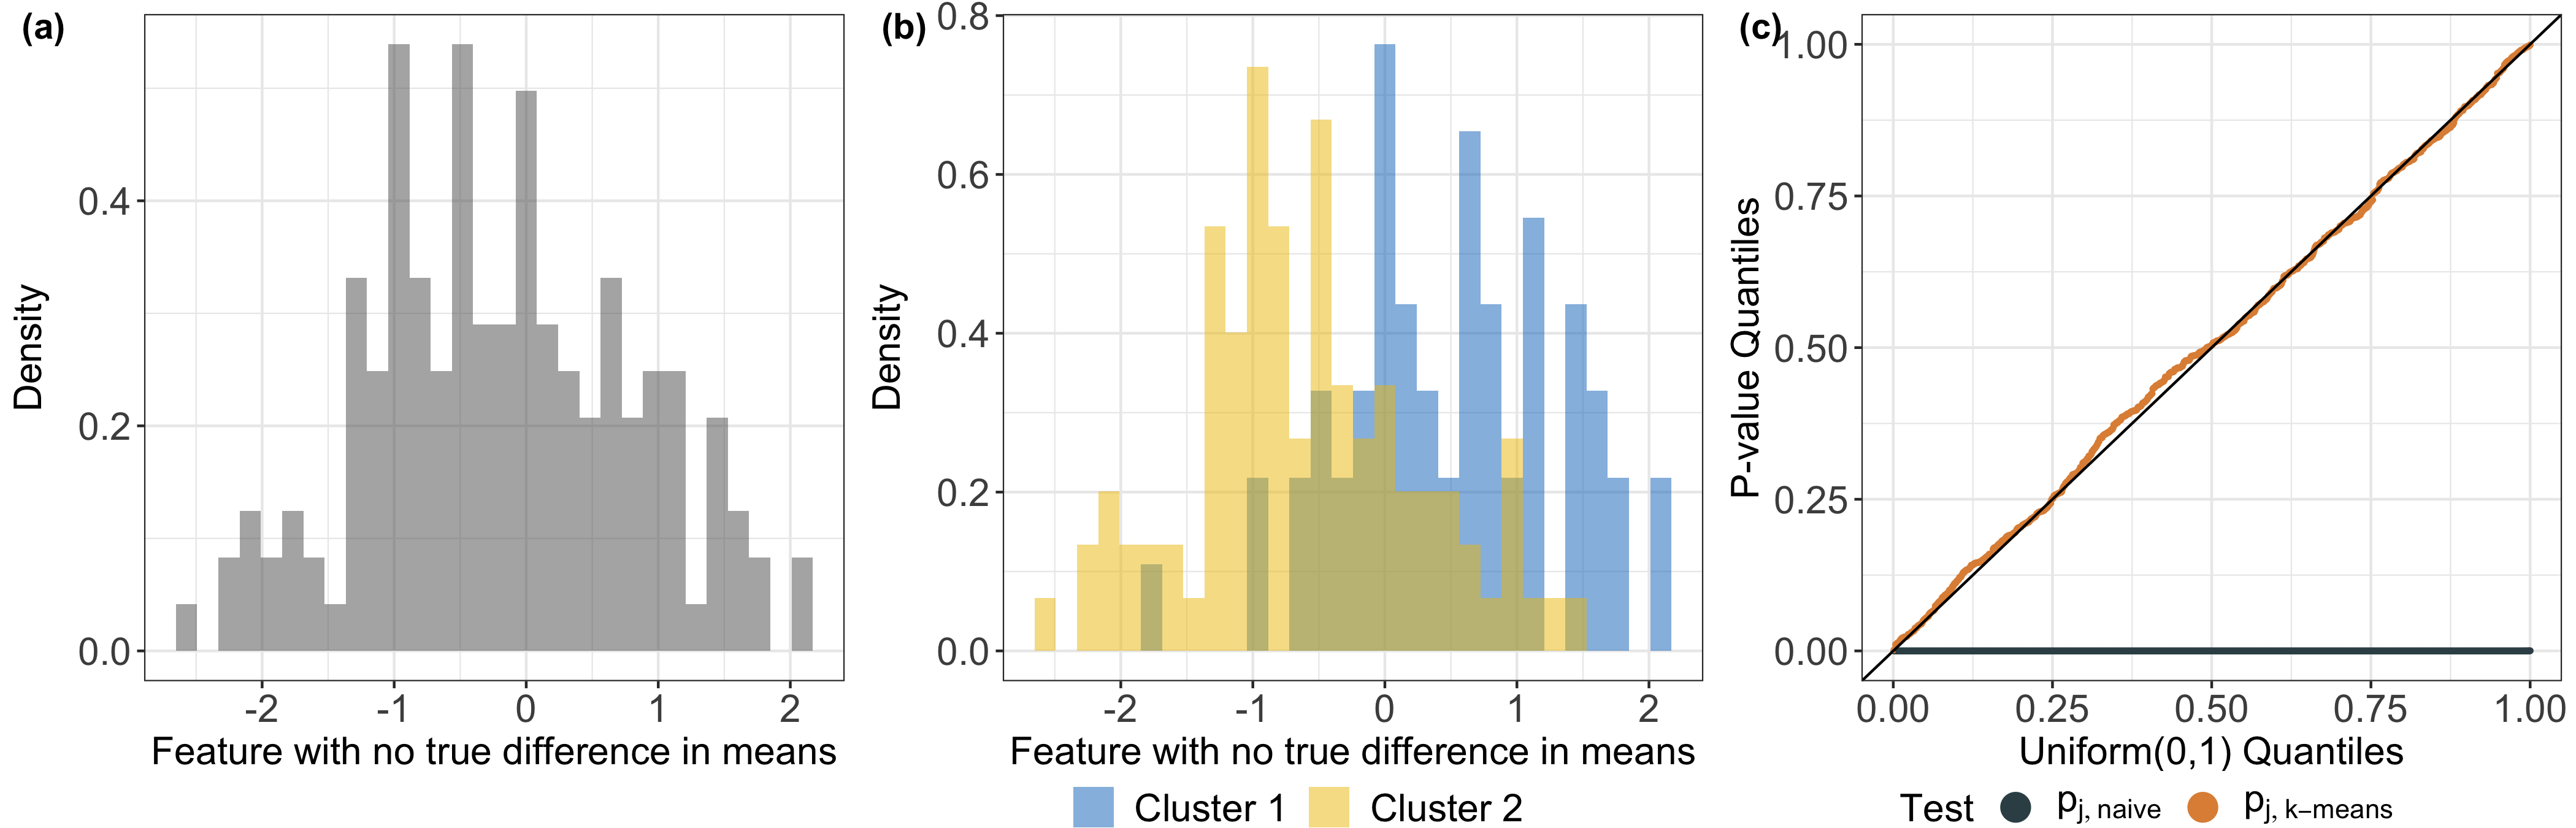 (a)
Density
0.4
0.2
0.0
-2 -1 0 1 2
Feature with no true difference in means
(b)
Density
0.8
0.6
0.4
0.2
0.0
-2 -1 0 1 2
Feature with no true difference in means
Cluster 1 Cluster 2
(c)
P-value Quantiles
1.00
0.75
0.50
0.25
0.00
0.00 0.25 0.50 0.75 1.00
Uniform(0,1) Quantiles
Test pj, naive pj, k−means